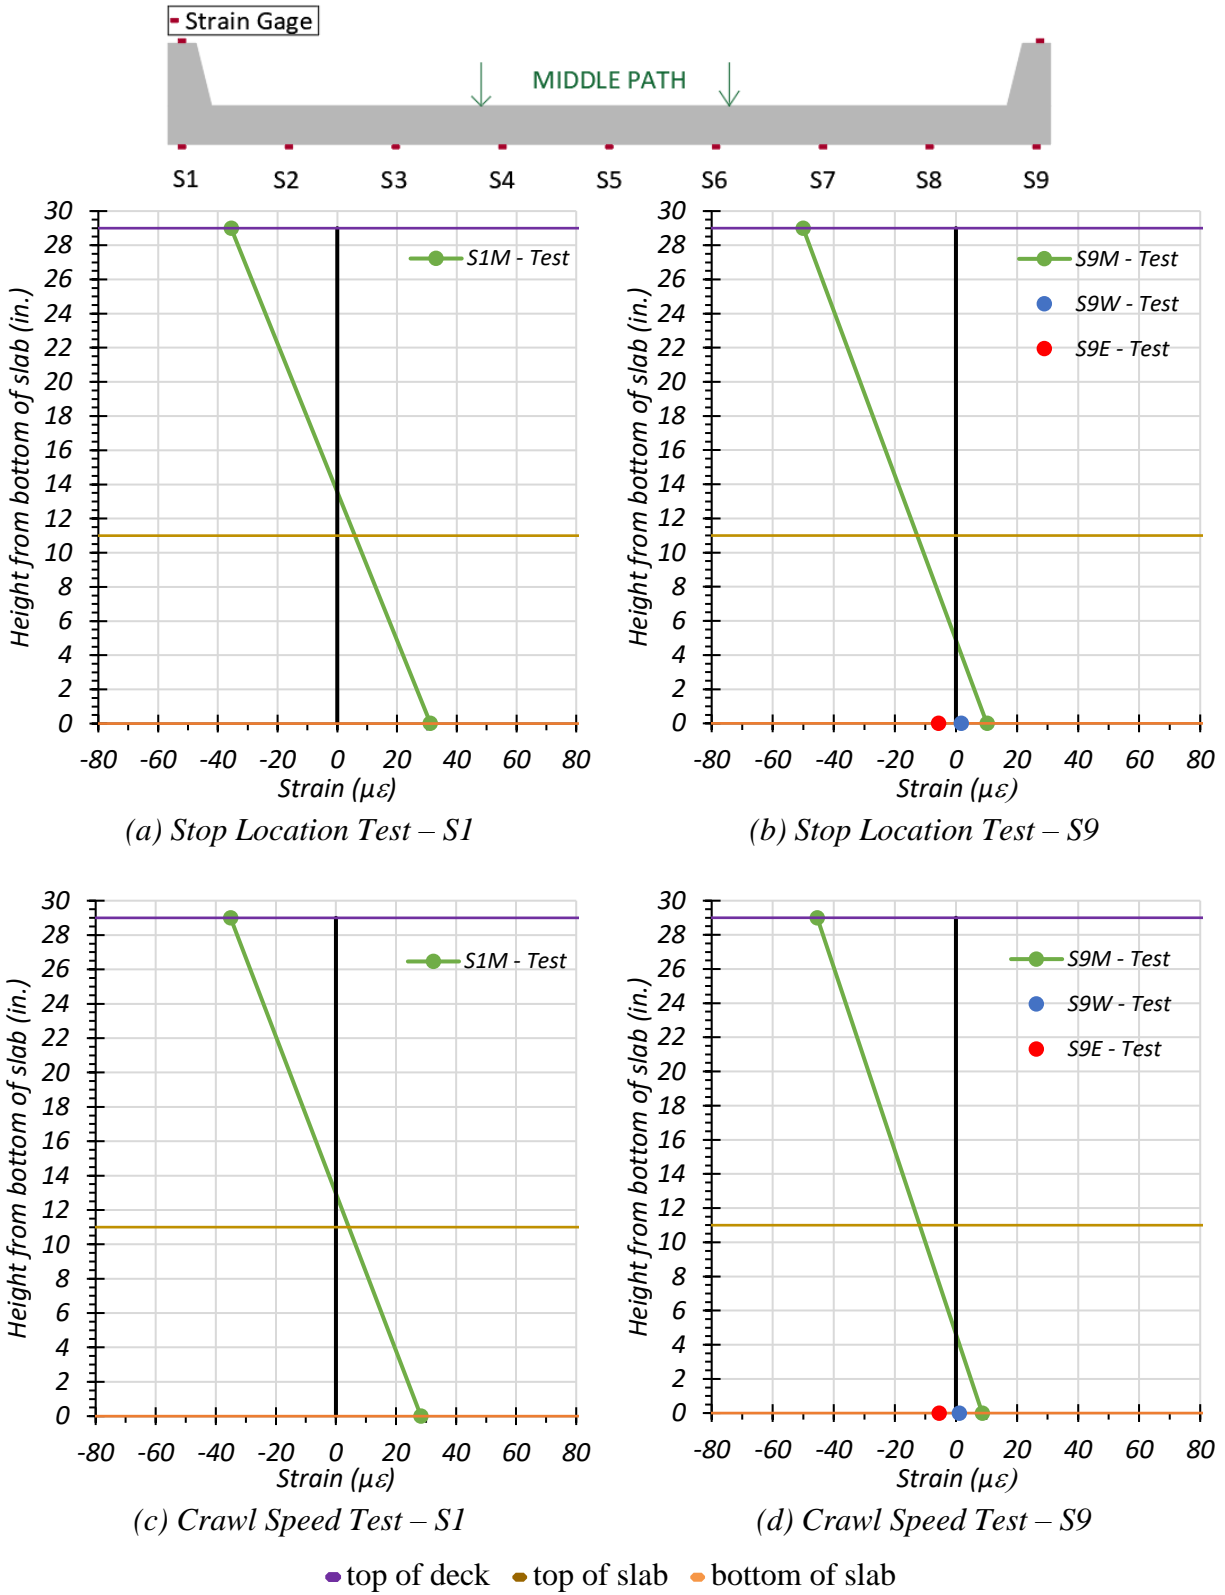 Strain Gage
MIDDLE PATH
S1 S2 S3 S4 S5 S6 S7 S8 S9
30
28
26
24
22
20
18
16
14
12
10
8
6
4
2
0
Height from bottom of slab (in.)
S1M - Test
-80 -60 -40 -20 0 20 40 60 80
Strain (με)
(a) Stop Location Test – S1
30
28
26
24
22
20
18
16
14
12
10
8
6
4
2
0
Height from bottom of slab (in.)
S9M - Test
S9W - Test
S9E - Test
-80 -60 -40 -20 0 20 40 60 80
Strain (με)
(b) Stop Location Test – S9
30
28
26
24
22
20
18
16
14
12
10
8
6
4
2
0
Height from bottom of slab (in.)
S1M - Test
-80 -60 -40 -20 0 20 40 60 80
Strain (με)
(c) Crawl Speed Test – S1
30
28
26
24
22
20
18
16
14
12
10
8
6
4
2
0
Height from bottom of slab (in.)
S9M - Test
S9W - Test
S9E - Test
-80 -60 -40 -20 0 20 40 60 80
Strain (με)
(d) Crawl Speed Test – S9
top of deck top of slab bottom of slab